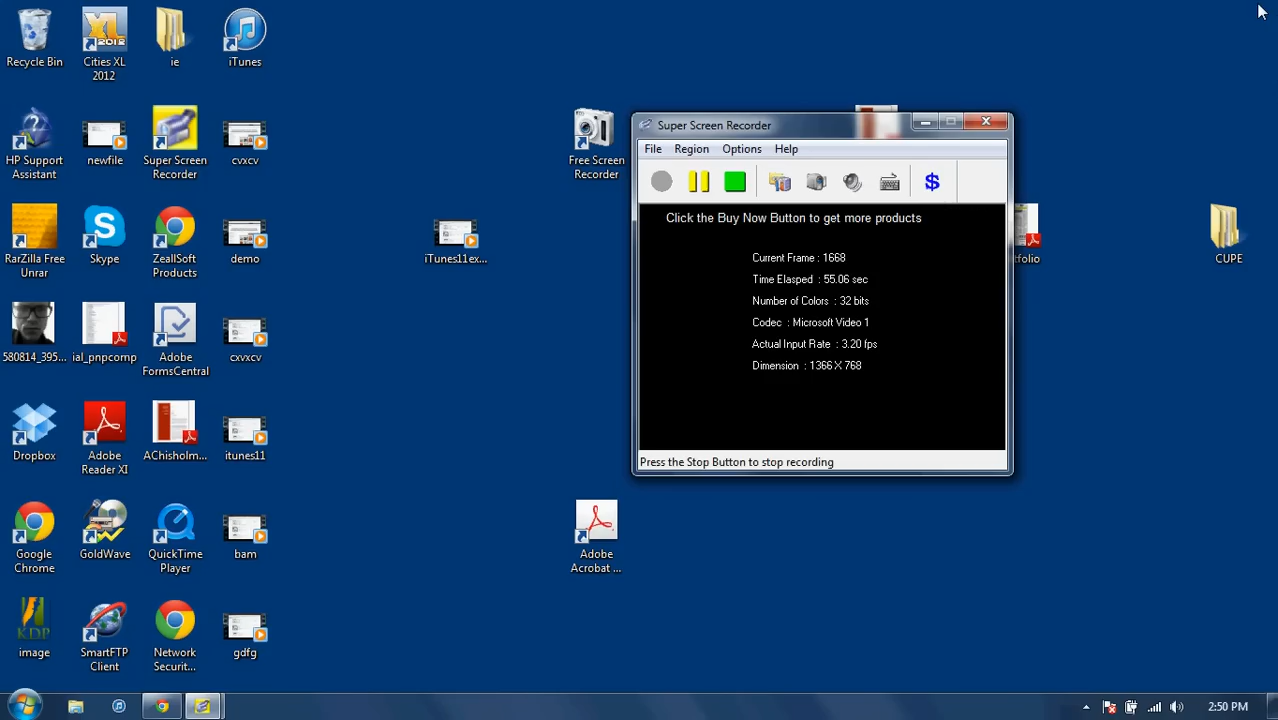 Recycle Bin
XL
2012
Cities XL
2012
ie
iTunes
HP Support
Assistant
newfile
Super Screen
Recorder
cvxcv
Free Screen
Recorder
RarZilla Free
Unrar
Skype
ZeallSoft
Products
demo
iTunes11ex...
tfolio
CUPE
580814_395...
ial_pnpcomp
Adobe
FormsCentral
cxvxcv
Dropbox
Adobe
Reader XI
AChisholm...
itunes11
Google
Chrome
GoldWave
QuickTime
Player
bam
Adobe
Acrobat ...
KDP
image
SmartFTP
Client
Network
Securit...
gdfg
Super Screen Recorder
File
Region
Options
Help
$
Click the Buy Now Button to get more products
Current Frame : 1668
Time Elasped : 55.06 sec
Number of Colors : 32 bits
Codec : Microsoft Video 1
Actual Input Rate : 3.20 fps
Dimension : 1366 X 768
Press the Stop Button to stop recording
2:50 PM